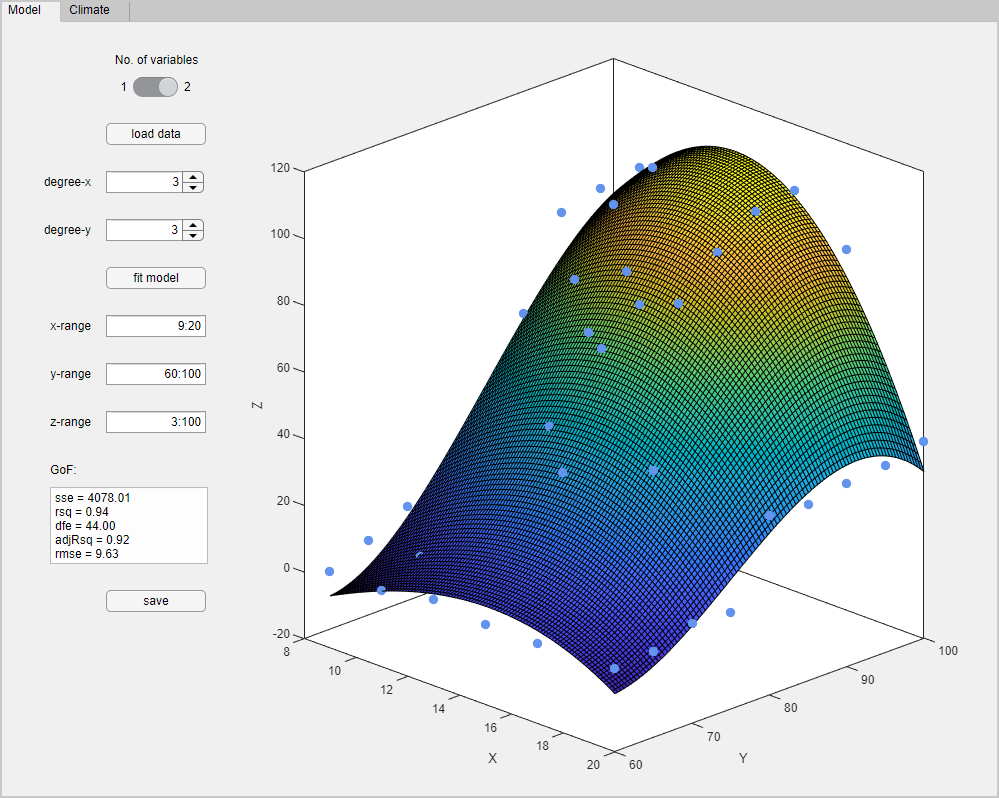 Model Climate
No. of variables
1 2
load data
degree-x 3
degree-y 3
fit model
x-range 9:20
y-range 60:100
z-range 3:100
GoF:
sse = 4078.01
rsq = 0.94
dfe = 44.00
adjRsq = 0.92
rmse = 9.63
save
120
100
80
60
40
20
0
-20
Z
8
10
12
14
16
18
20
X
60
70
80
90
100
Y